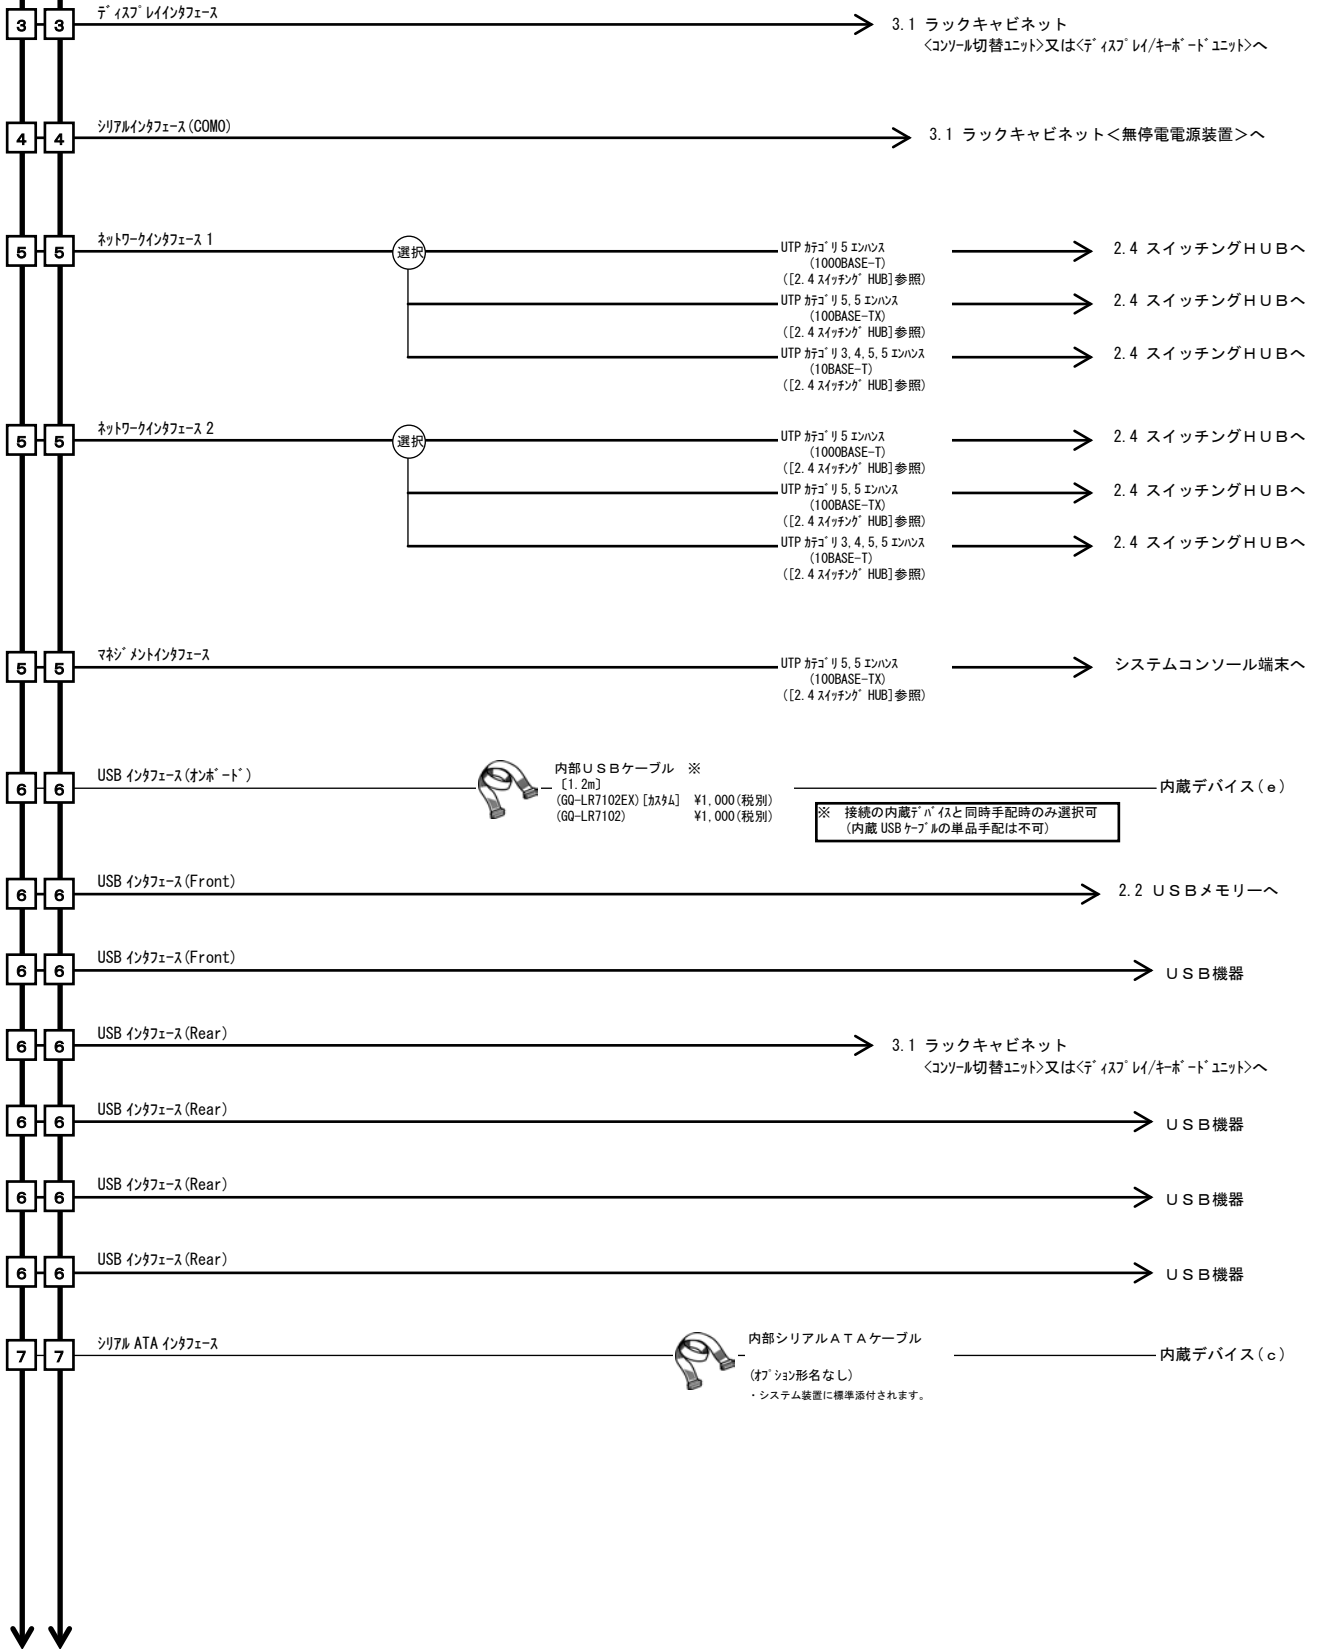 3 3 ディスプレイインタフェース
3.1 ラックキャビネット
<コンソール切替ユニット>又は<ディスプレイ/キーボードユニット>へ
4 4 シリアルインタフェース(COM0)
3.1 ラックキャビネット<無停電電源装置>へ
5 5 ネットワークインタフェース 1
選択
UTP カテゴリ 5 エンハンス
(1000BASE-T)
([2.4 スイッチング HUB]参照)
2.4 スイッチングHUBへ
UTP カテゴリ 5,5 エンハンス
(100BASE-TX)
([2.4 スイッチング HUB]参照)
2.4 スイッチングHUBへ
UTP カテゴリ 3,4,5,5 エンハンス
(10BASE-T)
([2.4 スイッチング HUB]参照)
2.4 スイッチングHUBへ
5 5 ネットワークインタフェース 2
選択
UTP カテゴリ 5 エンハンス
(1000BASE-T)
([2.4 スイッチング HUB]参照)
2.4 スイッチングHUBへ
UTP カテゴリ 5,5 エンハンス
(100BASE-TX)
([2.4 スイッチング HUB]参照)
2.4 スイッチングHUBへ
UTP カテゴリ 3,4,5,5 エンハンス
(10BASE-T)
([2.4 スイッチング HUB]参照)
2.4 スイッチングHUBへ
5 5 マネジメントインタフェース
UTP カテゴリ 5,5 エンハンス
(100BASE-TX)
([2.4 スイッチング HUB]参照)
システムコンソール端末へ
6 6 USB インタフェース(オンボード)
内部USBケーブル ※
[1.2m]
(GQ-LR7102EX)[カスタム] ¥1,000(税別)
(GQ-LR7102) ¥1,000(税別)
※ 接続の内蔵デバイスと同時手配時のみ選択可
(内蔵 USB ケーブルの単品手配は不可)
内蔵デバイス(e)
6 6 USB インタフェース(Front)
2.2 USBメモリーへ
6 6 USB インタフェース(Front)
USB機器
6 6 USB インタフェース(Rear)
3.1 ラックキャビネット
<コンソール切替ユニット>又は<ディスプレイ/キーボードユニット>へ
6 6 USB インタフェース(Rear)
USB機器
6 6 USB インタフェース(Rear)
USB機器
6 6 USB インタフェース(Rear)
USB機器
7 7 シリアル ATA インタフェース
内部シリアルATAケーブル
(オプション形名なし)
・システム装置に標準添付されます。
内蔵デバイス(c)